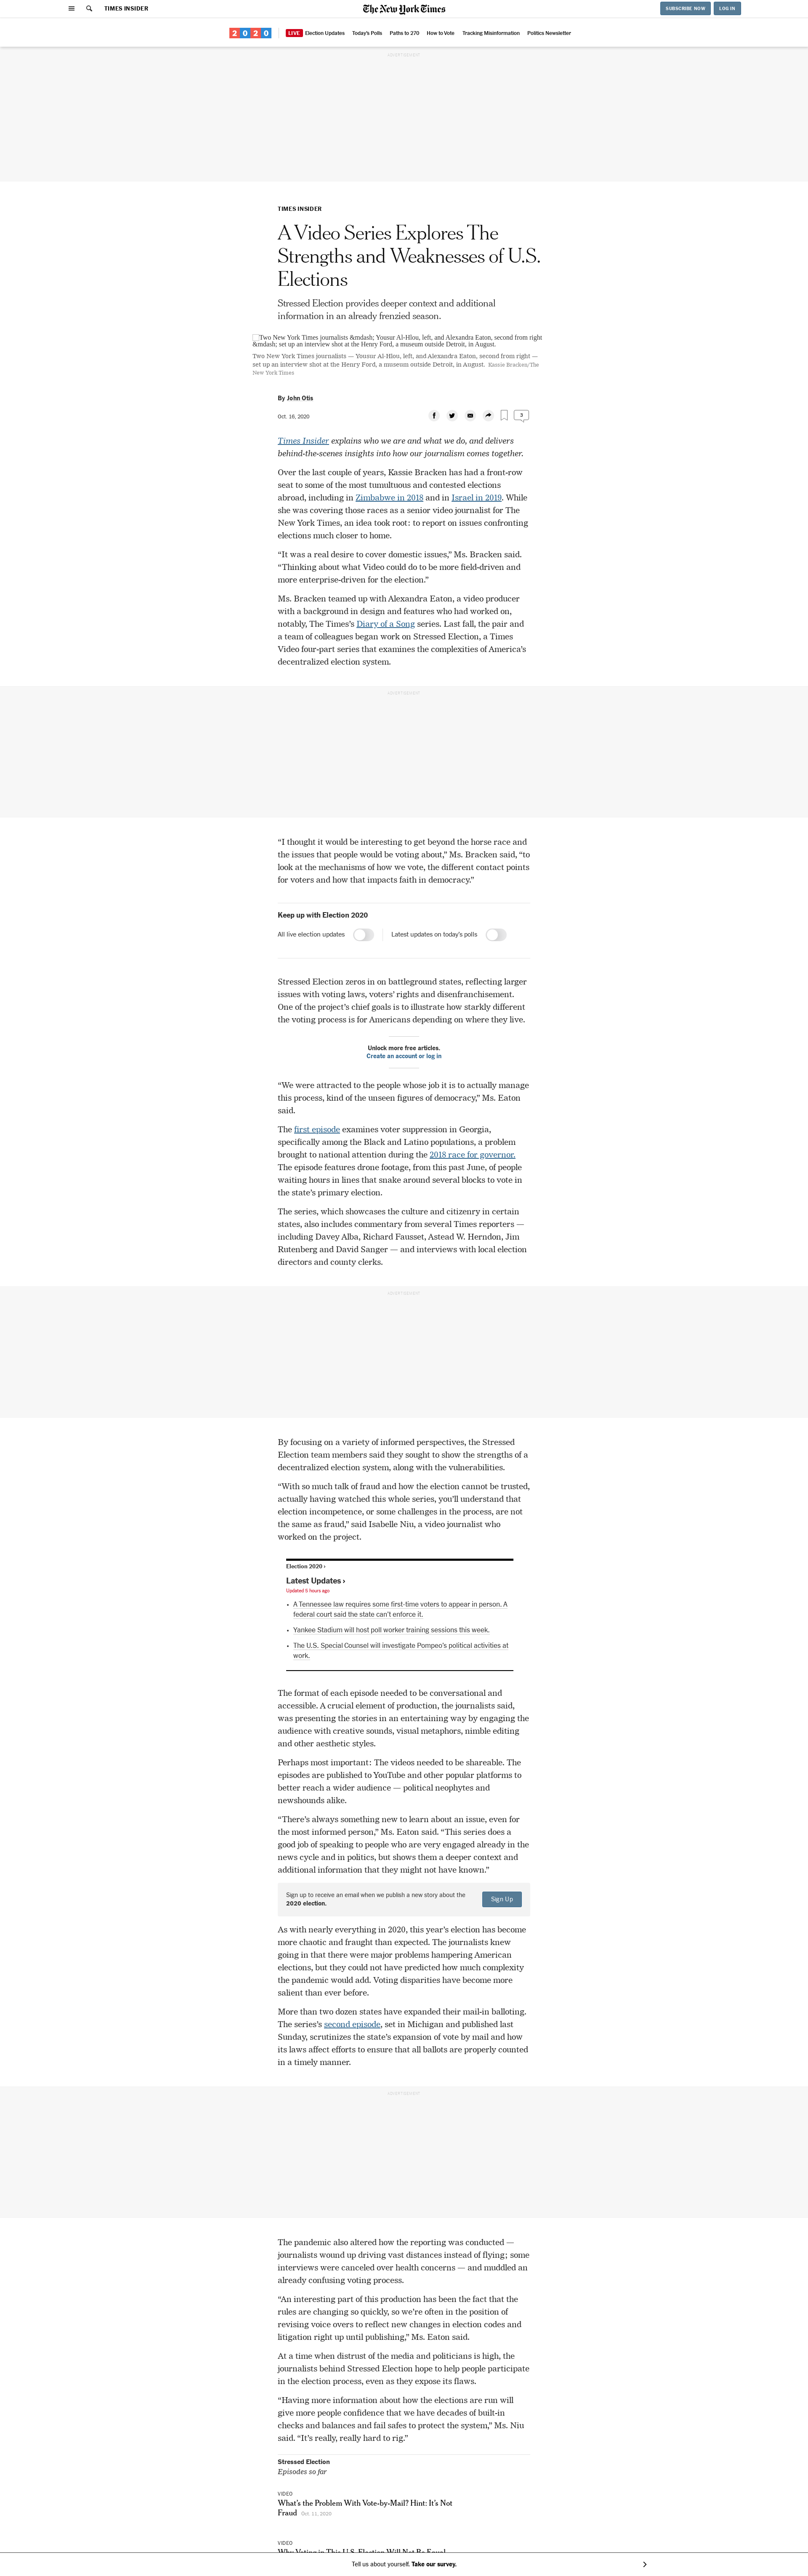 TIMES INSIDER
The New York Times
SUBSCRIBE NOW
LOG IN
2020
LIVE Election Updates
Today's Polls
Paths to 270
How to Vote
Tracking Misinformation
Politics Newsletter
ADVERTISEMENT
TIMES INSIDER
A Video Series Explores The
Strengths and Weaknesses of U.S.
Elections
Stressed Election provides deeper context and additional
information in an already frenzied season.
Two New York Times journalists &mdash; Yousur Al-Hlou, left, and Alexandra Eaton, second from right
&mdash; set up an interview shot at the Henry Ford, a museum outside Detroit, in August.
Two New York Times journalists — Yousur Al-Hlou, left, and Alexandra Eaton, second from right —
set up an interview shot at the Henry Ford, a museum outside Detroit, in August. Kassie Bracken/The
New York Times
By John Otis
Oct. 16, 2020
3
Times Insider explains who we are and what we do, and delivers
behind-the-scenes insights into how our journalism comes together.
Over the last couple of years, Kassie Bracken has had a front-row
seat to some of the most tumultuous and contested elections
abroad, including in Zimbabwe in 2018 and in Israel in 2019. While
she was covering those races as a senior video journalist for The
New York Times, an idea took root: to report on issues confronting
elections much closer to home.
“It was a real desire to cover domestic issues,” Ms. Bracken said.
“Thinking about what Video could do to be more field-driven and
more enterprise-driven for the election.”
Ms. Bracken teamed up with Alexandra Eaton, a video producer
with a background in design and features who had worked on,
notably, The Times’s Diary of a Song series. Last fall, the pair and
a team of colleagues began work on Stressed Election, a Times
Video four-part series that examines the complexities of America’s
decentralized election system.
ADVERTISEMENT
“I thought it would be interesting to get beyond the horse race and
the issues that people would be voting about,” Ms. Bracken said, “to
look at the mechanisms of how we vote, the different contact points
for voters and how that impacts faith in democracy.”
Keep up with Election 2020
All live election updates
Latest updates on today's polls
Stressed Election zeros in on battleground states, reflecting larger
issues with voting laws, voters’ rights and disenfranchisement.
One of the project’s chief goals is to illustrate how starkly different
the voting process is for Americans depending on where they live.
Unlock more free articles.
Create an account or log in
“We were attracted to the people whose job it is to actually manage
this process, kind of the unseen figures of democracy,” Ms. Eaton
said.
The first episode examines voter suppression in Georgia,
specifically among the Black and Latino populations, a problem
brought to national attention during the 2018 race for governor.
The episode features drone footage, from this past June, of people
waiting hours in lines that snake around several blocks to vote in
the state’s primary election.
The series, which showcases the culture and citizenry in certain
states, also includes commentary from several Times reporters —
including Davey Alba, Richard Fausset, Astead W. Herndon, Jim
Rutenberg and David Sanger — and interviews with local election
directors and county clerks.
ADVERTISEMENT
By focusing on a variety of informed perspectives, the Stressed
Election team members said they sought to show the strengths of a
decentralized election system, along with the vulnerabilities.
“With so much talk of fraud and how the election cannot be trusted,
actually having watched this whole series, you’ll understand that
election incompetence, or some challenges in the process, are not
the same as fraud,” said Isabelle Niu, a video journalist who
worked on the project.
Election 2020 ›
Latest Updates ›
Updated 5 hours ago
• A Tennessee law requires some first-time voters to appear in person. A
federal court said the state can’t enforce it.
• Yankee Stadium will host poll worker training sessions this week.
• The U.S. Special Counsel will investigate Pompeo’s political activities at
work.
The format of each episode needed to be conversational and
accessible. A crucial element of production, the journalists said,
was presenting the stories in an entertaining way by engaging the
audience with creative sounds, visual metaphors, nimble editing
and other aesthetic styles.
Perhaps most important: The videos needed to be shareable. The
episodes are published to YouTube and other popular platforms to
better reach a wider audience — political neophytes and
newshounds alike.
“There’s always something new to learn about an issue, even for
the most informed person,” Ms. Eaton said. “This series does a
good job of speaking to people who are very engaged already in the
news cycle and in politics, but shows them a deeper context and
additional information that they might not have known.”
Sign up to receive an email when we publish a new story about the
2020 election.
Sign Up
As with nearly everything in 2020, this year’s election has become
more chaotic and fraught than expected. The journalists knew
going in that there were major problems hampering American
elections, but they could not have predicted how much complexity
the pandemic would add. Voting disparities have become more
salient than ever before.
More than two dozen states have expanded their mail-in balloting.
The series’s second episode, set in Michigan and published last
Sunday, scrutinizes the state’s expansion of vote by mail and how
its laws affect efforts to ensure that all ballots are properly counted
in a timely manner.
ADVERTISEMENT
The pandemic also altered how the reporting was conducted —
journalists wound up driving vast distances instead of flying; some
interviews were canceled over health concerns — and muddled an
already confusing voting process.
“An interesting part of this production has been the fact that the
rules are changing so quickly, so we’re often in the position of
revising voice overs to reflect new changes in election codes and
litigation right up until publishing,” Ms. Eaton said.
At a time when distrust of the media and politicians is high, the
journalists behind Stressed Election hope to help people participate
in the election process, even as they expose its flaws.
“Having more information about how the elections are run will
give more people confidence that we have decades of built-in
checks and balances and fail safes to protect the system,” Ms. Niu
said. “It’s really, really hard to rig.”
Stressed Election
Episodes so far
VIDEO
What’s the Problem With Vote-by-Mail? Hint: It’s Not
Fraud Oct. 11, 2020
VIDEO
Why Voting in This U.S. Election Will Not Be Equal
Tell us about yourself. Take our survey.